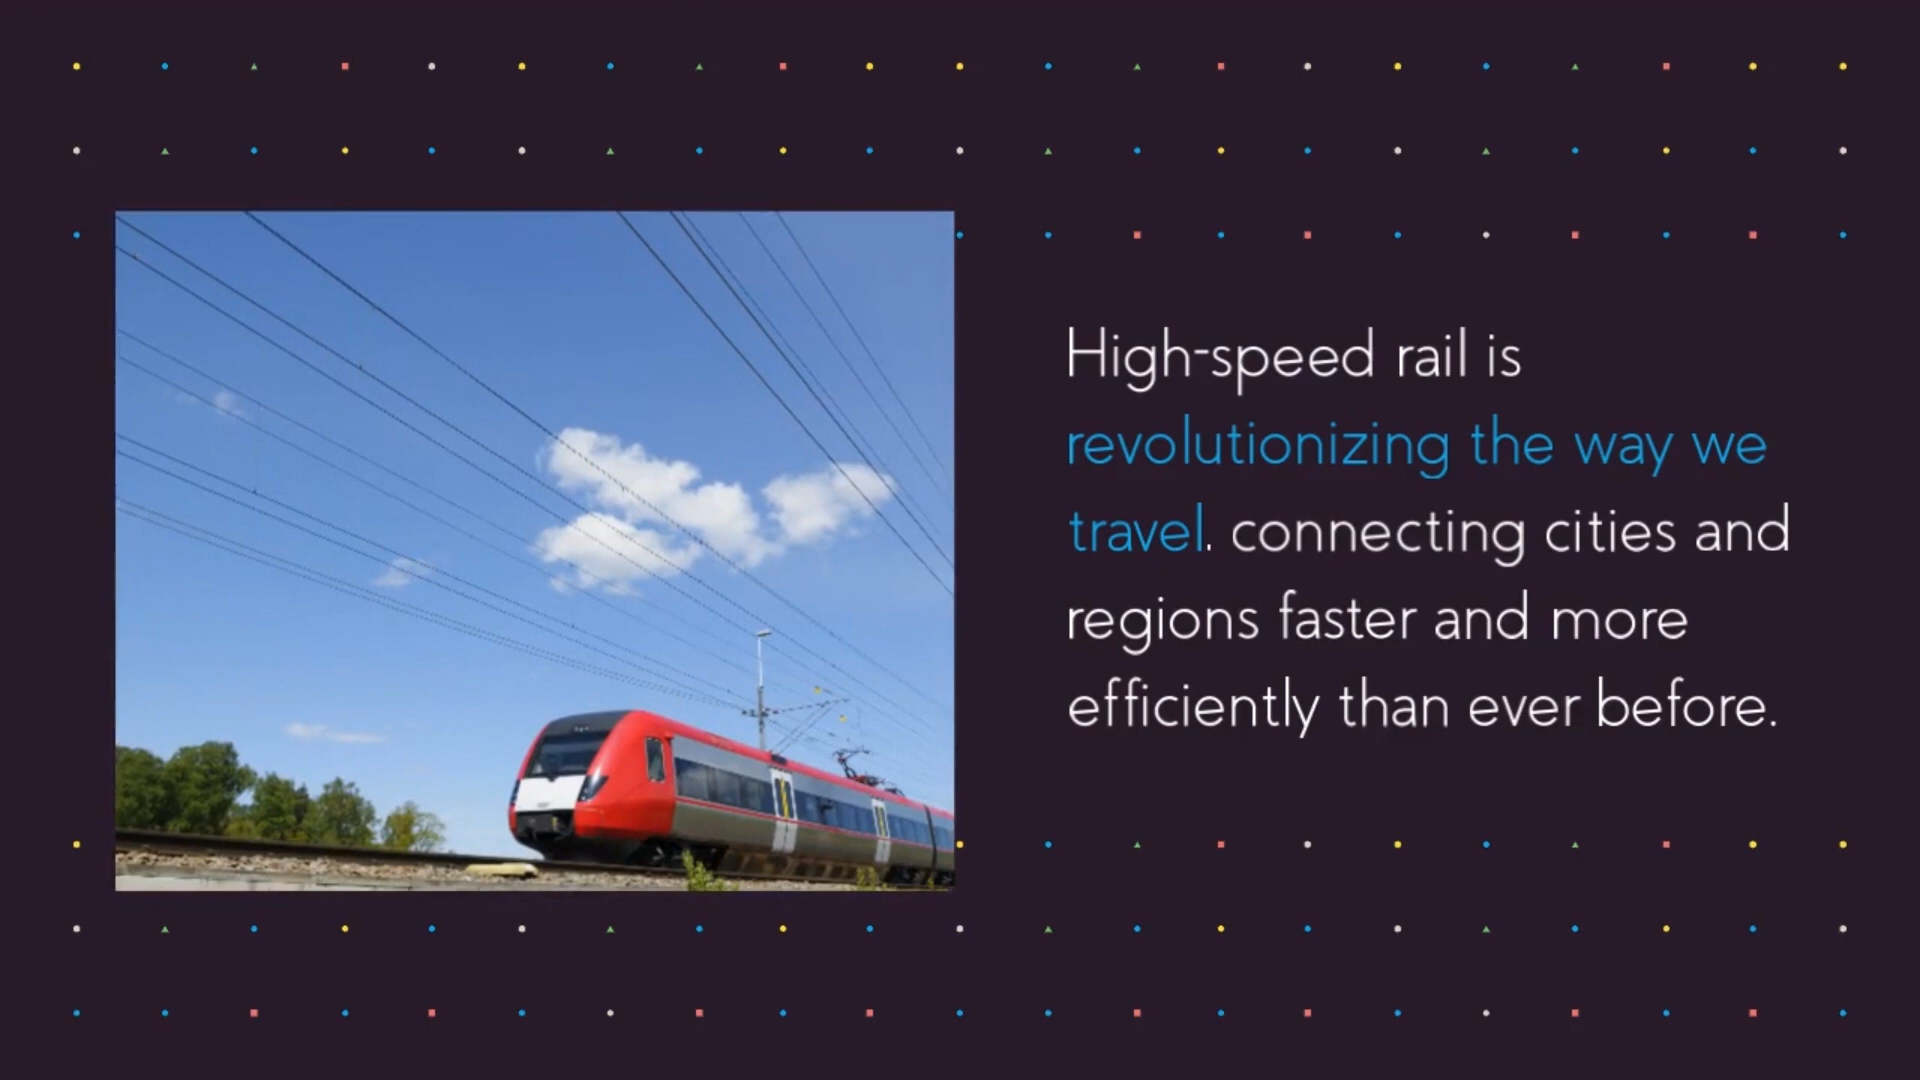 High-speed rail is
revolutionizing the way we
travel. connecting cities and
regions faster and more
efficiently than ever before.